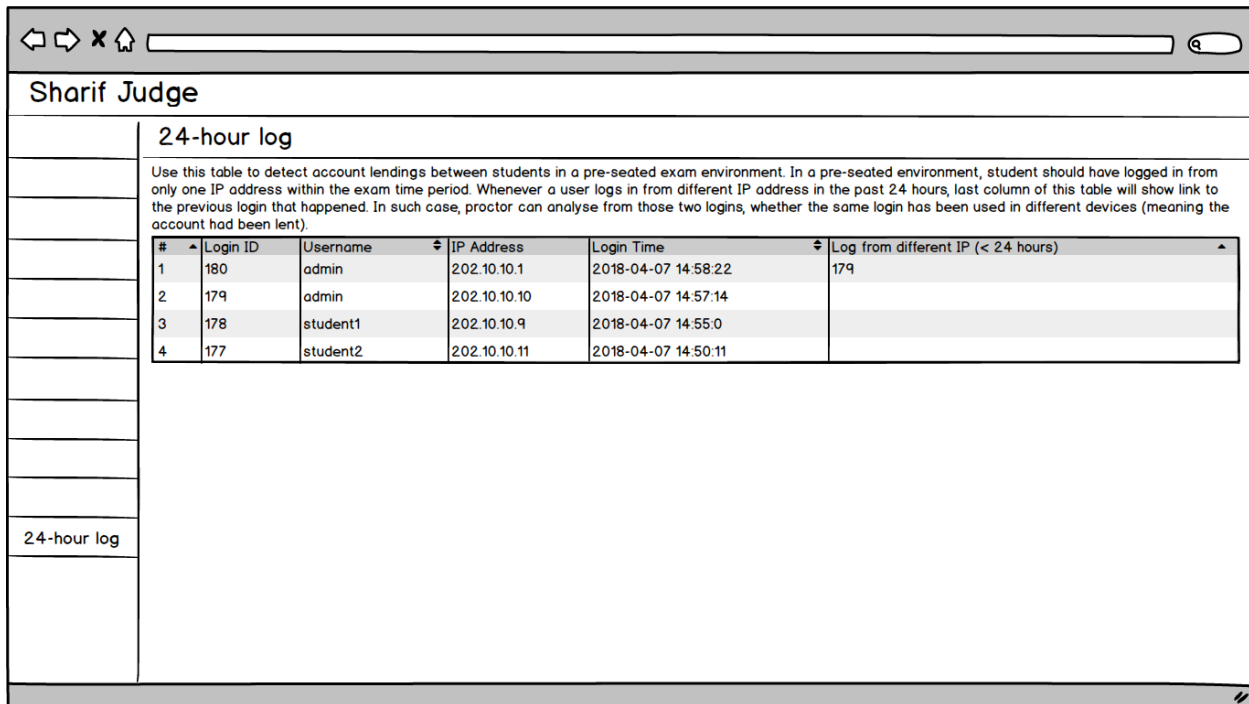 Sharif Judge
24-hour log
Use this table to detect account lendings between students in a pre-seated exam environment. In a pre-seated environment, student should have logged in from
only one IP address within the exam time period. Whenever a user logs in from different IP address in the past 24 hours, last column of this table will show link to
the previous login that happened. In such case, proctor can analyse from those two logins, whether the same login has been used in different devices (meaning the
account had been lent).
# Login ID Username IP Address Login Time Log from different IP (< 24 hours)
1 180 admin 202.10.10.1 2018-04-07 14:58:22 179
2 179 admin 202.10.10.10 2018-04-07 14:57:14
3 178 student1 202.10.10.9 2018-04-07 14:55:0
4 177 student2 202.10.10.11 2018-04-07 14:50:11
24-hour log